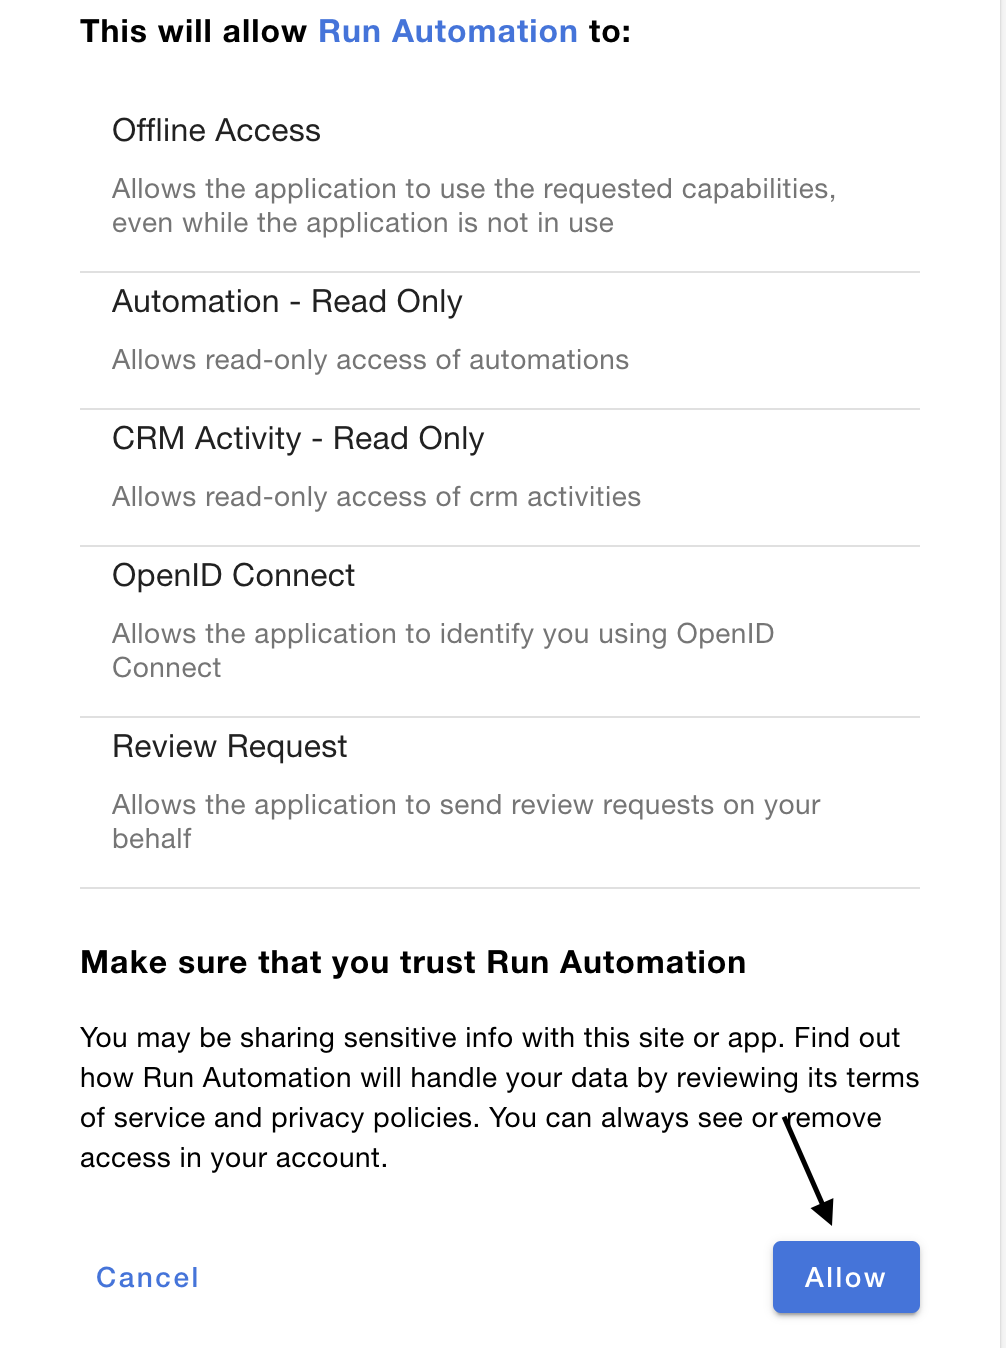 This will allow Run Automation to:
Offline Access
Allows the application to use the requested capabilities,
even while the application is not in use
Automation - Read Only
Allows read-only access of automations
CRM Activity - Read Only
Allows read-only access of crm activities
OpenID Connect
Allows the application to identify you using OpenID
Connect
Review Request
Allows the application to send review requests on your
behalf
Make sure that you trust Run Automation
You may be sharing sensitive info with this site or app. Find out
how Run Automation will handle your data by reviewing its terms
of service and privacy policies. You can always see or remove
access in your account.
Cancel
Allow